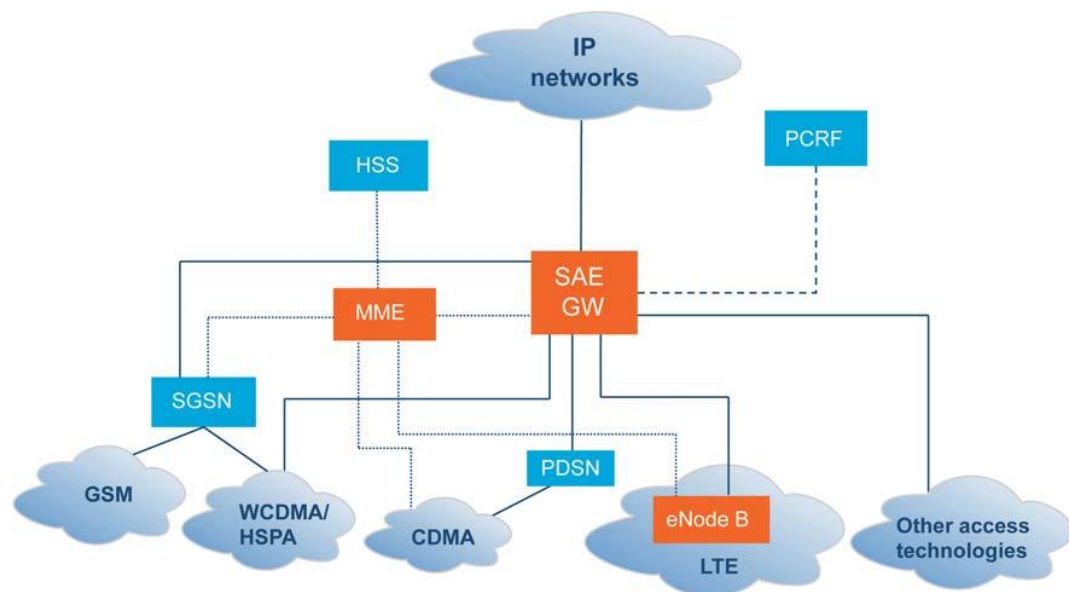 IP
networks
PCRF
HSS
SAE
GW
MME
SGSN
PDSN
GSM
WCDMA/
HSPA
CDMA
eNode B
LTE
Other access
technologies